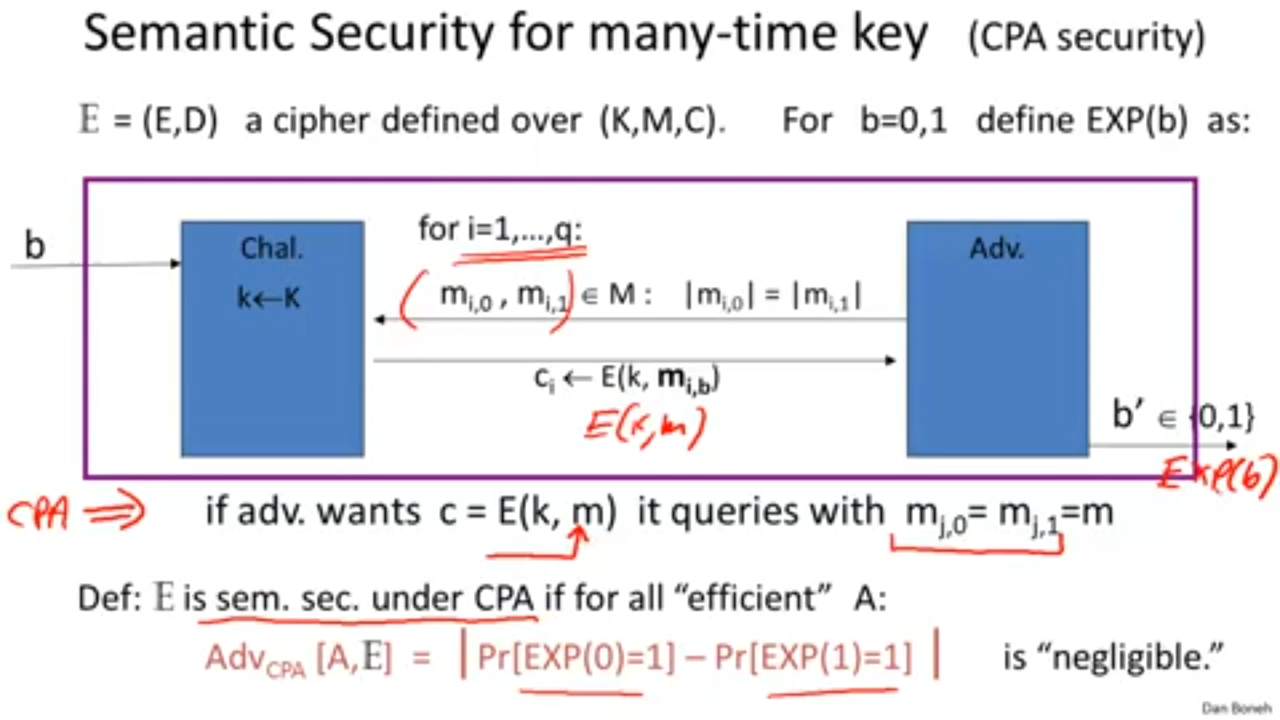 Semantic Security for many-time key (CPA security)
𝔼 = (E,D) a cipher defined over (K,M,C). For b=0,1 define EXP(b) as:
b
Chal.
k←K
for i=1,…,q:
(m_{i,0} , m_{i,1}) ∈ M : |m_{i,0}| = |m_{i,1}|
c_i ← E(k, m_{i,b})
E(k,m)
Adv.
b’ ∈ {0,1}
Exp(b)
CPA ⇒ if adv. wants c = E(k, m) it queries with m_{j,0}= m_{j,1}=m
Def: 𝔼 is sem. sec. under CPA if for all “efficient” A:
Adv_{CPA} [A,𝔼] = |Pr[EXP(0)=1] – Pr[EXP(1)=1]| is “negligible.”
Dan Boneh